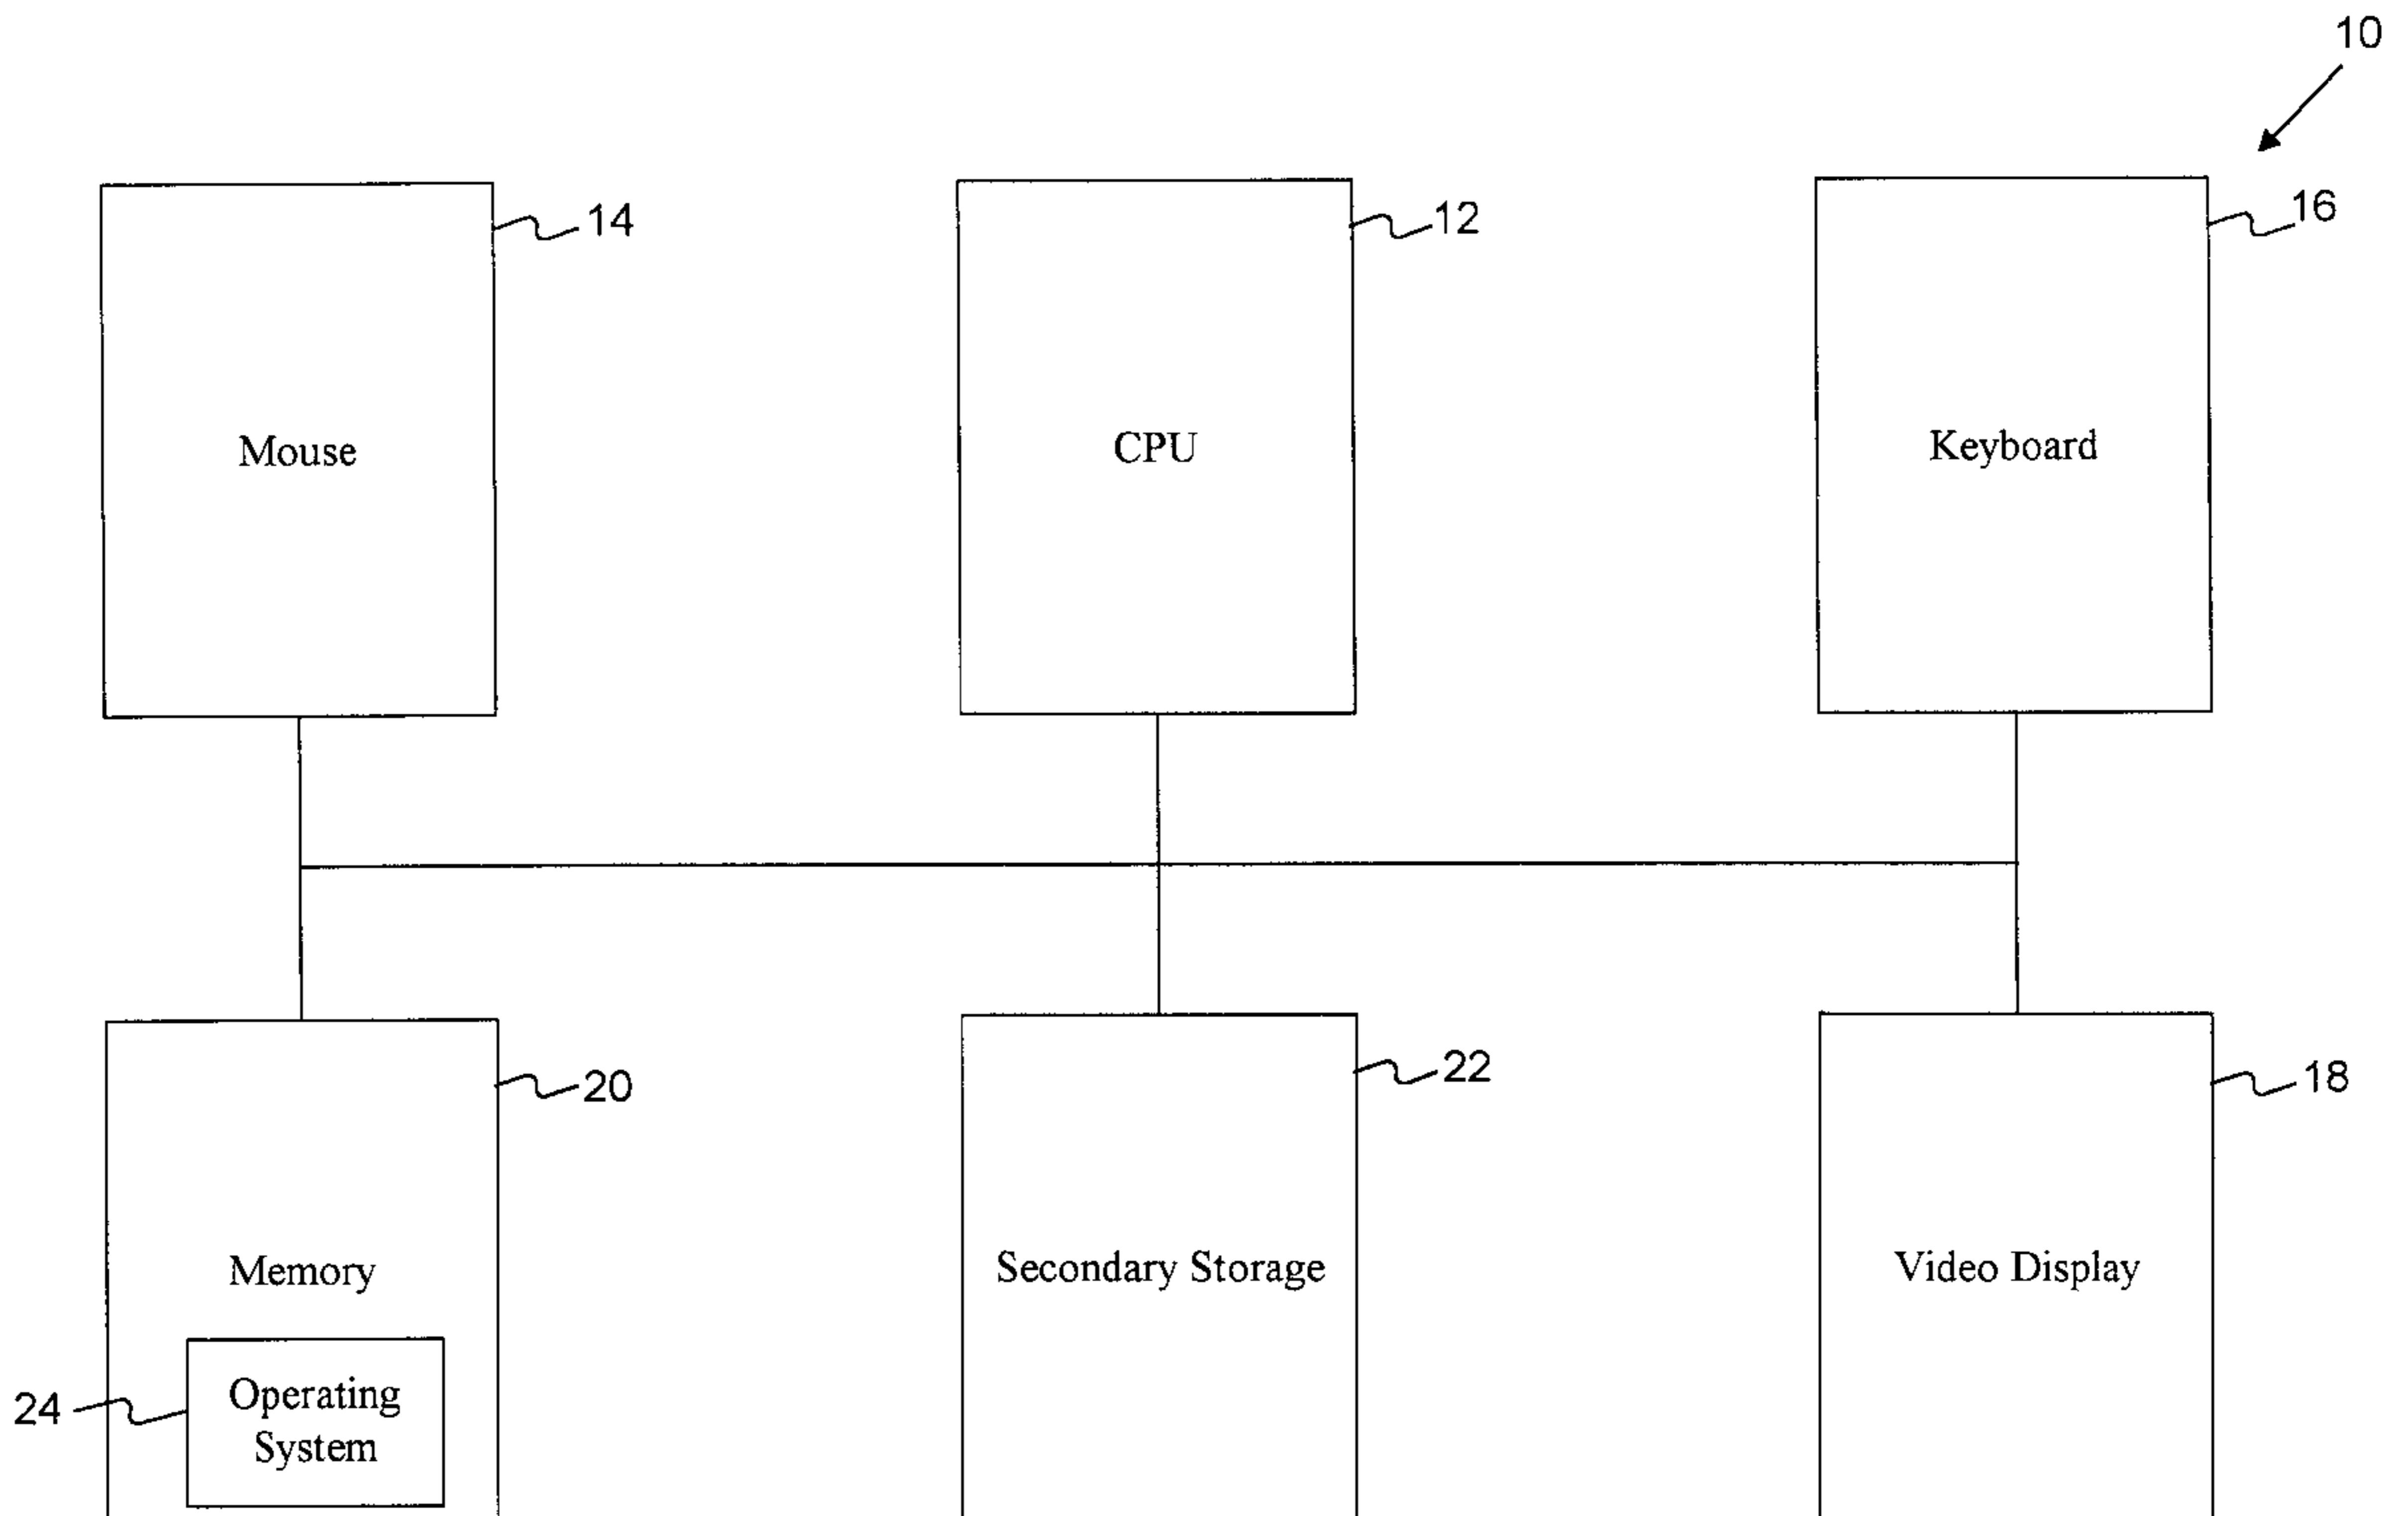 10
14
12
16
Mouse
CPU
Keyboard
20
22
18
Memory
Secondary Storage
Video Display
24
Operating
System